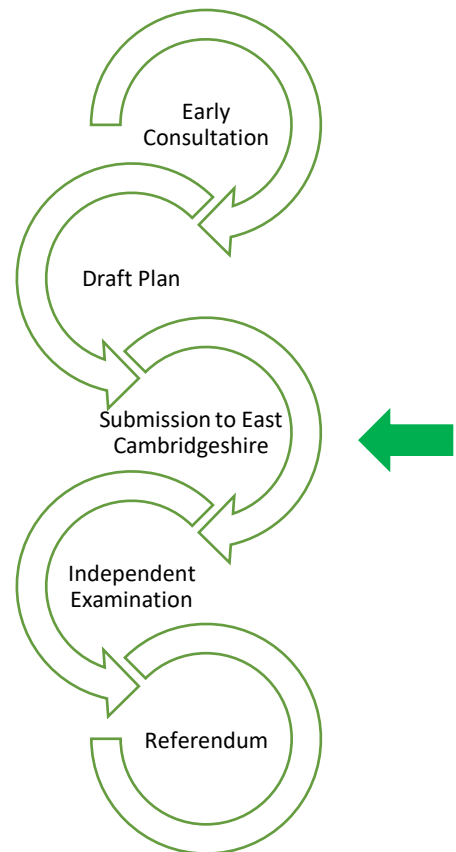 Early
Consultation
Draft Plan
Submission to East
Cambridgeshire
Independent
Examination
Referendum